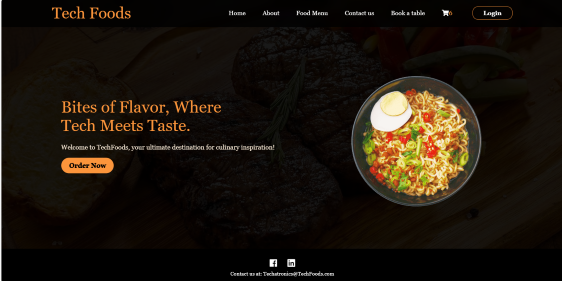 Tech Foods
Home About Food Menu Contact us Book a table 0 Login
Bites of Flavor, Where
Tech Meets Taste.
Welcome to TechFoods, your ultimate destination for culinary inspiration!
Order Now
Contact us at: Techatronics@TechFoods.com